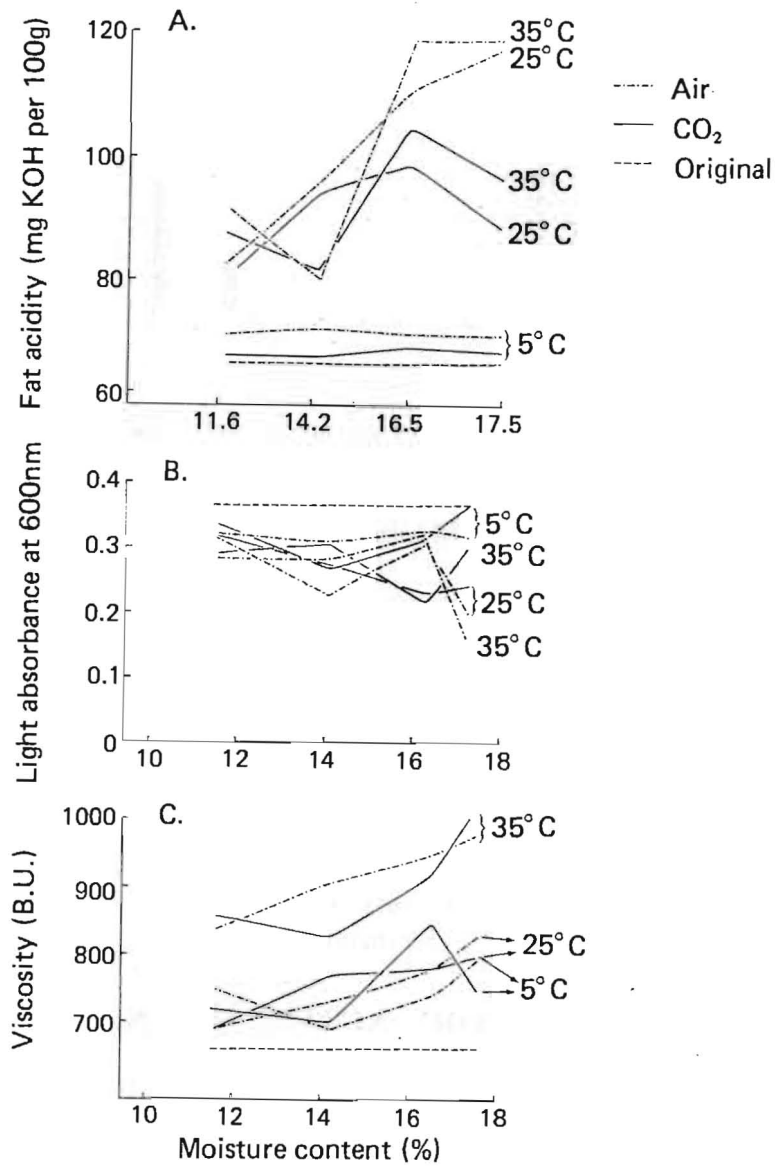 A.
120
100
80
60
Fat acidity (mg KOH per 100g)
11.6 14.2 16.5 17.5
35°C
25°C
35°C
25°C
5°C
Air
CO₂
Original
B.
0.4
0.3
0.2
0.1
0
Light absorbance at 600nm
10 12 14 16 18
5°C
35°C
25°C
35°C
C.
1000
900
800
700
Viscosity (B.U.)
10 12 14 16 18
35°C
25°C
5°C
Moisture content (%)